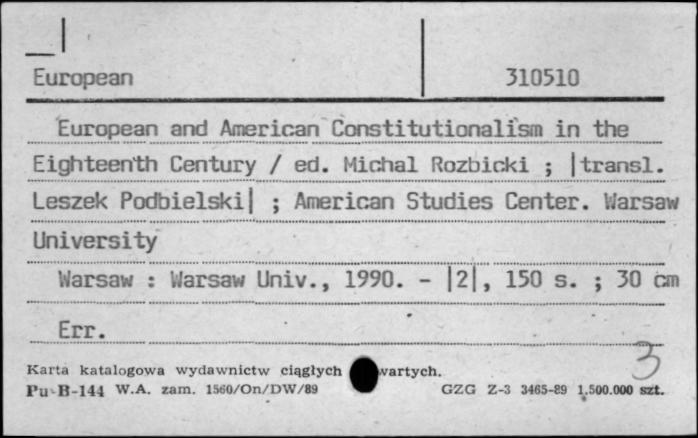 European 310510
European and American Constitutionalism in the
Eighteenth Century / ed. Michal Rozbicki ; |transl.
Leszek Podbielski| ; American Studies Center. Warsaw
University
Warsaw : Warsaw Univ., 1990. - |2|, 150 s. ; 30 cm
Err.
3
Karta katalogowa wydawnictw ciągłych wartych.
Pu-B-144 W.A. zam. 1560/On/DW/89 GZG Z-3 3465-89 1.500.000 szt.